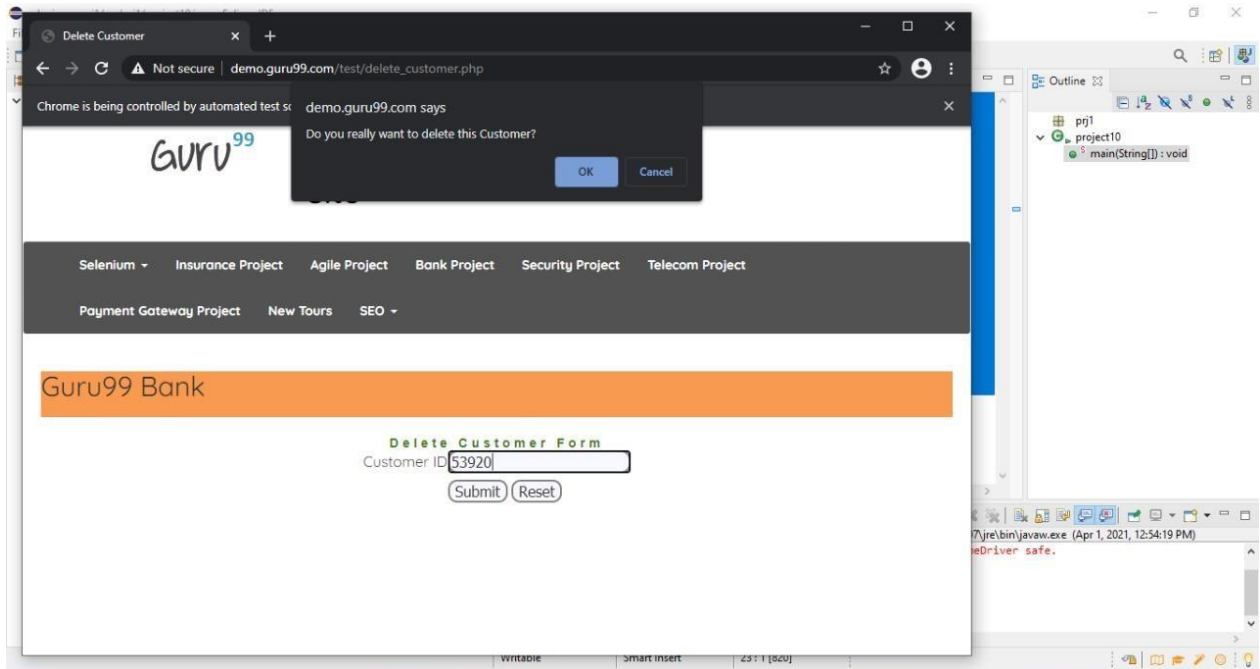 Delete Customer
Not secure | demo.guru99.com/test/delete_customer.php
Chrome is being controlled by automated test
demo.guru99.com says
Do you really want to delete this Customer?
OK Cancel
Guru99
Selenium Insurance Project Agile Project Bank Project Security Project Telecom Project
Payment Gateway Project New Tours SEO
Guru99 Bank
Delete Customer Form
Customer ID 53920
Submit Reset
Outline
prj1
project10
main(String[]) : void
7\jre\bin\javaw.exe (Apr 1, 2021, 12:54:19 PM)
eDriver safe.
Writable Smart Insert 23 : 1 [820]